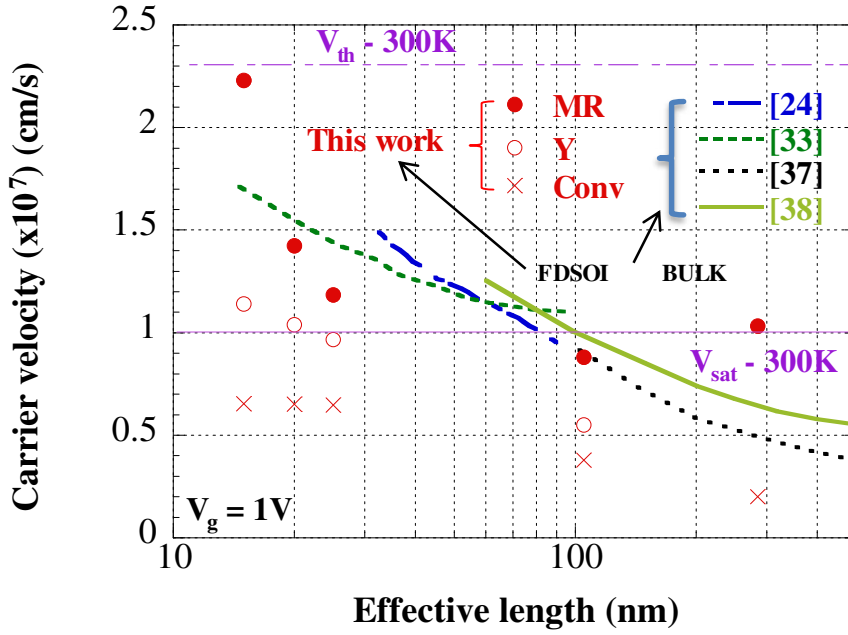 V_th - 300K
2.5
2
1.5
1
0.5
0
Carrier velocity (x10^7) (cm/s)
This work
MR
Y
Conv
[24]
[33]
[37]
[38]
FDSOI
BULK
V_sat - 300K
V_g = 1V
10
100
Effective length (nm)